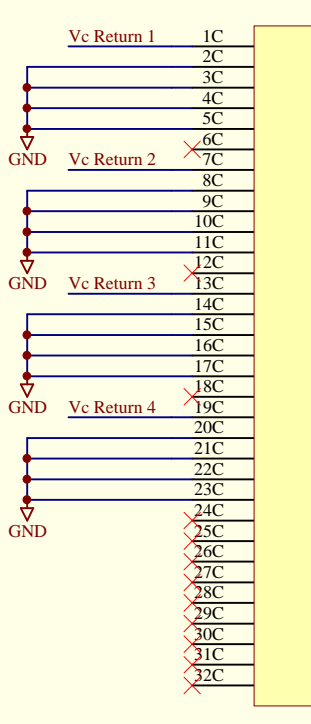 Vc Return 1 1C
2C
3C
4C
5C
6C
GND
Vc Return 2 7C
8C
9C
10C
11C
12C
GND
Vc Return 3 13C
14C
15C
16C
17C
18C
GND
Vc Return 4 19C
20C
21C
22C
23C
24C
GND
25C
26C
27C
28C
29C
30C
31C
32C